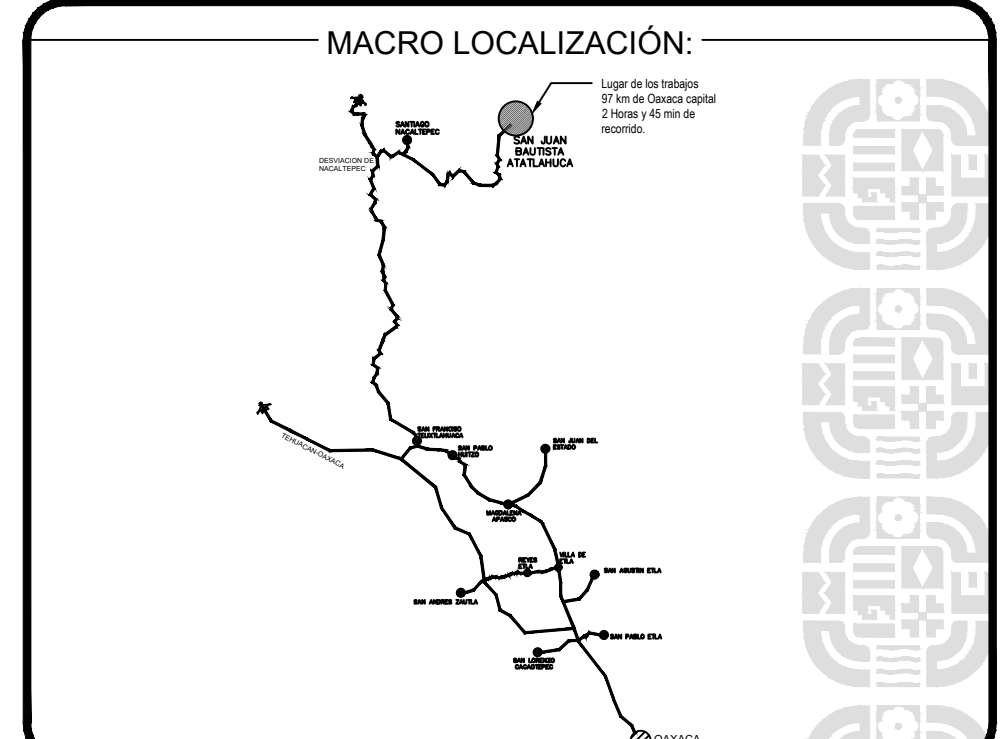 MACRO LOCALIZACIÓN:
Lugar de los trabajos
97 km de Oaxaca capital
2 Horas y 45 min de
recorrido.
SANTIAGO
NACALTEPEC
SAN JUAN
BAUTISTA
ATATLAHUCA
DESVIACION DE
NACALTEPEC
SAN FRANCISO
TELIXTLAHUACA
SAN PABLO
HUITZO
SAN JUAN DEL
ESTADO
TEHUACAN-OAXACA
MAGDALENA
APASCO
REYES
ETLA
VILLA DE
ETLA
SAN AGUSTIN ETLA
SAN ANDRES ZAUTLA
SAN PABLO ETLA
SAN LORENZO
CACAOTEPEC
OAXACA